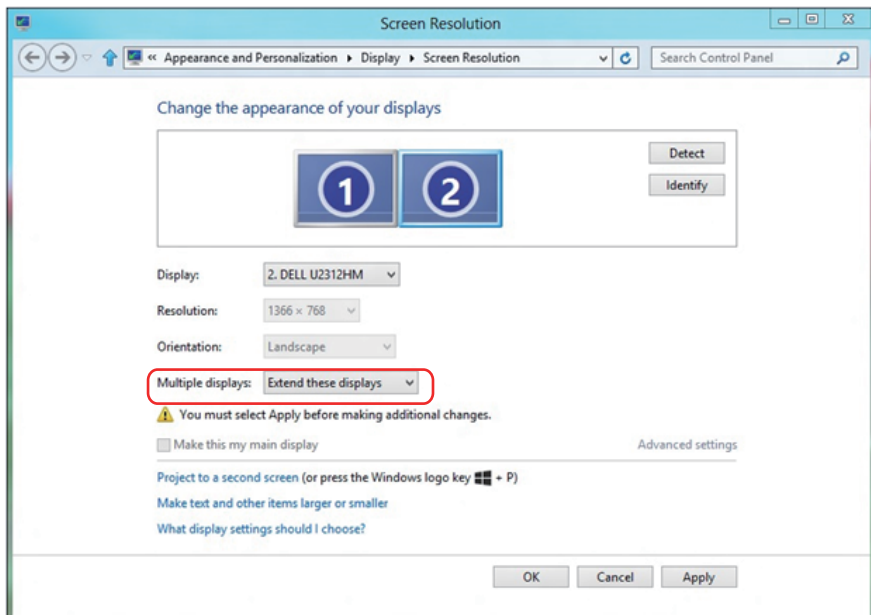 Screen Resolution
« Appearance and Personalization ▸ Display ▸ Screen Resolution
Search Control Panel
Change the appearance of your displays
1 2
Detect
Identify
Display: 2. DELL U2312HM
Resolution: 1366 × 768
Orientation: Landscape
Multiple displays: Extend these displays
You must select Apply before making additional changes.
Make this my main display
Advanced settings
Project to a second screen (or press the Windows logo key + P)
Make text and other items larger or smaller
What display settings should I choose?
OK Cancel Apply